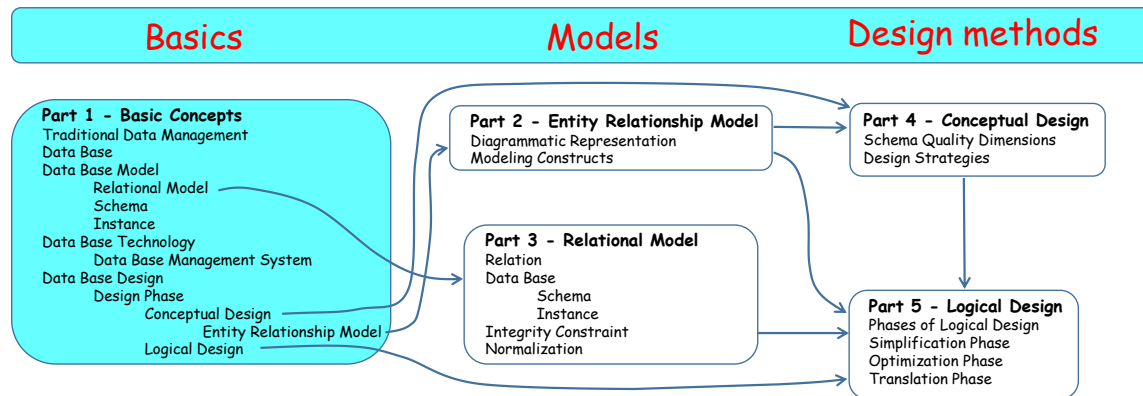 Basics
Models
Design methods
Part 1 - Basic Concepts
Traditional Data Management
Data Base
Data Base Model
Relational Model
Schema
Instance
Data Base Technology
Data Base Management System
Data Base Design
Design Phase
Conceptual Design
Entity Relationship Model
Logical Design
Part 2 - Entity Relationship Model
Diagrammatic Representation
Modeling Constructs
Part 3 - Relational Model
Relation
Data Base
Schema
Instance
Integrity Constraint
Normalization
Part 4 - Conceptual Design
Schema Quality Dimensions
Design Strategies
Part 5 - Logical Design
Phases of Logical Design
Simplification Phase
Optimization Phase
Translation Phase